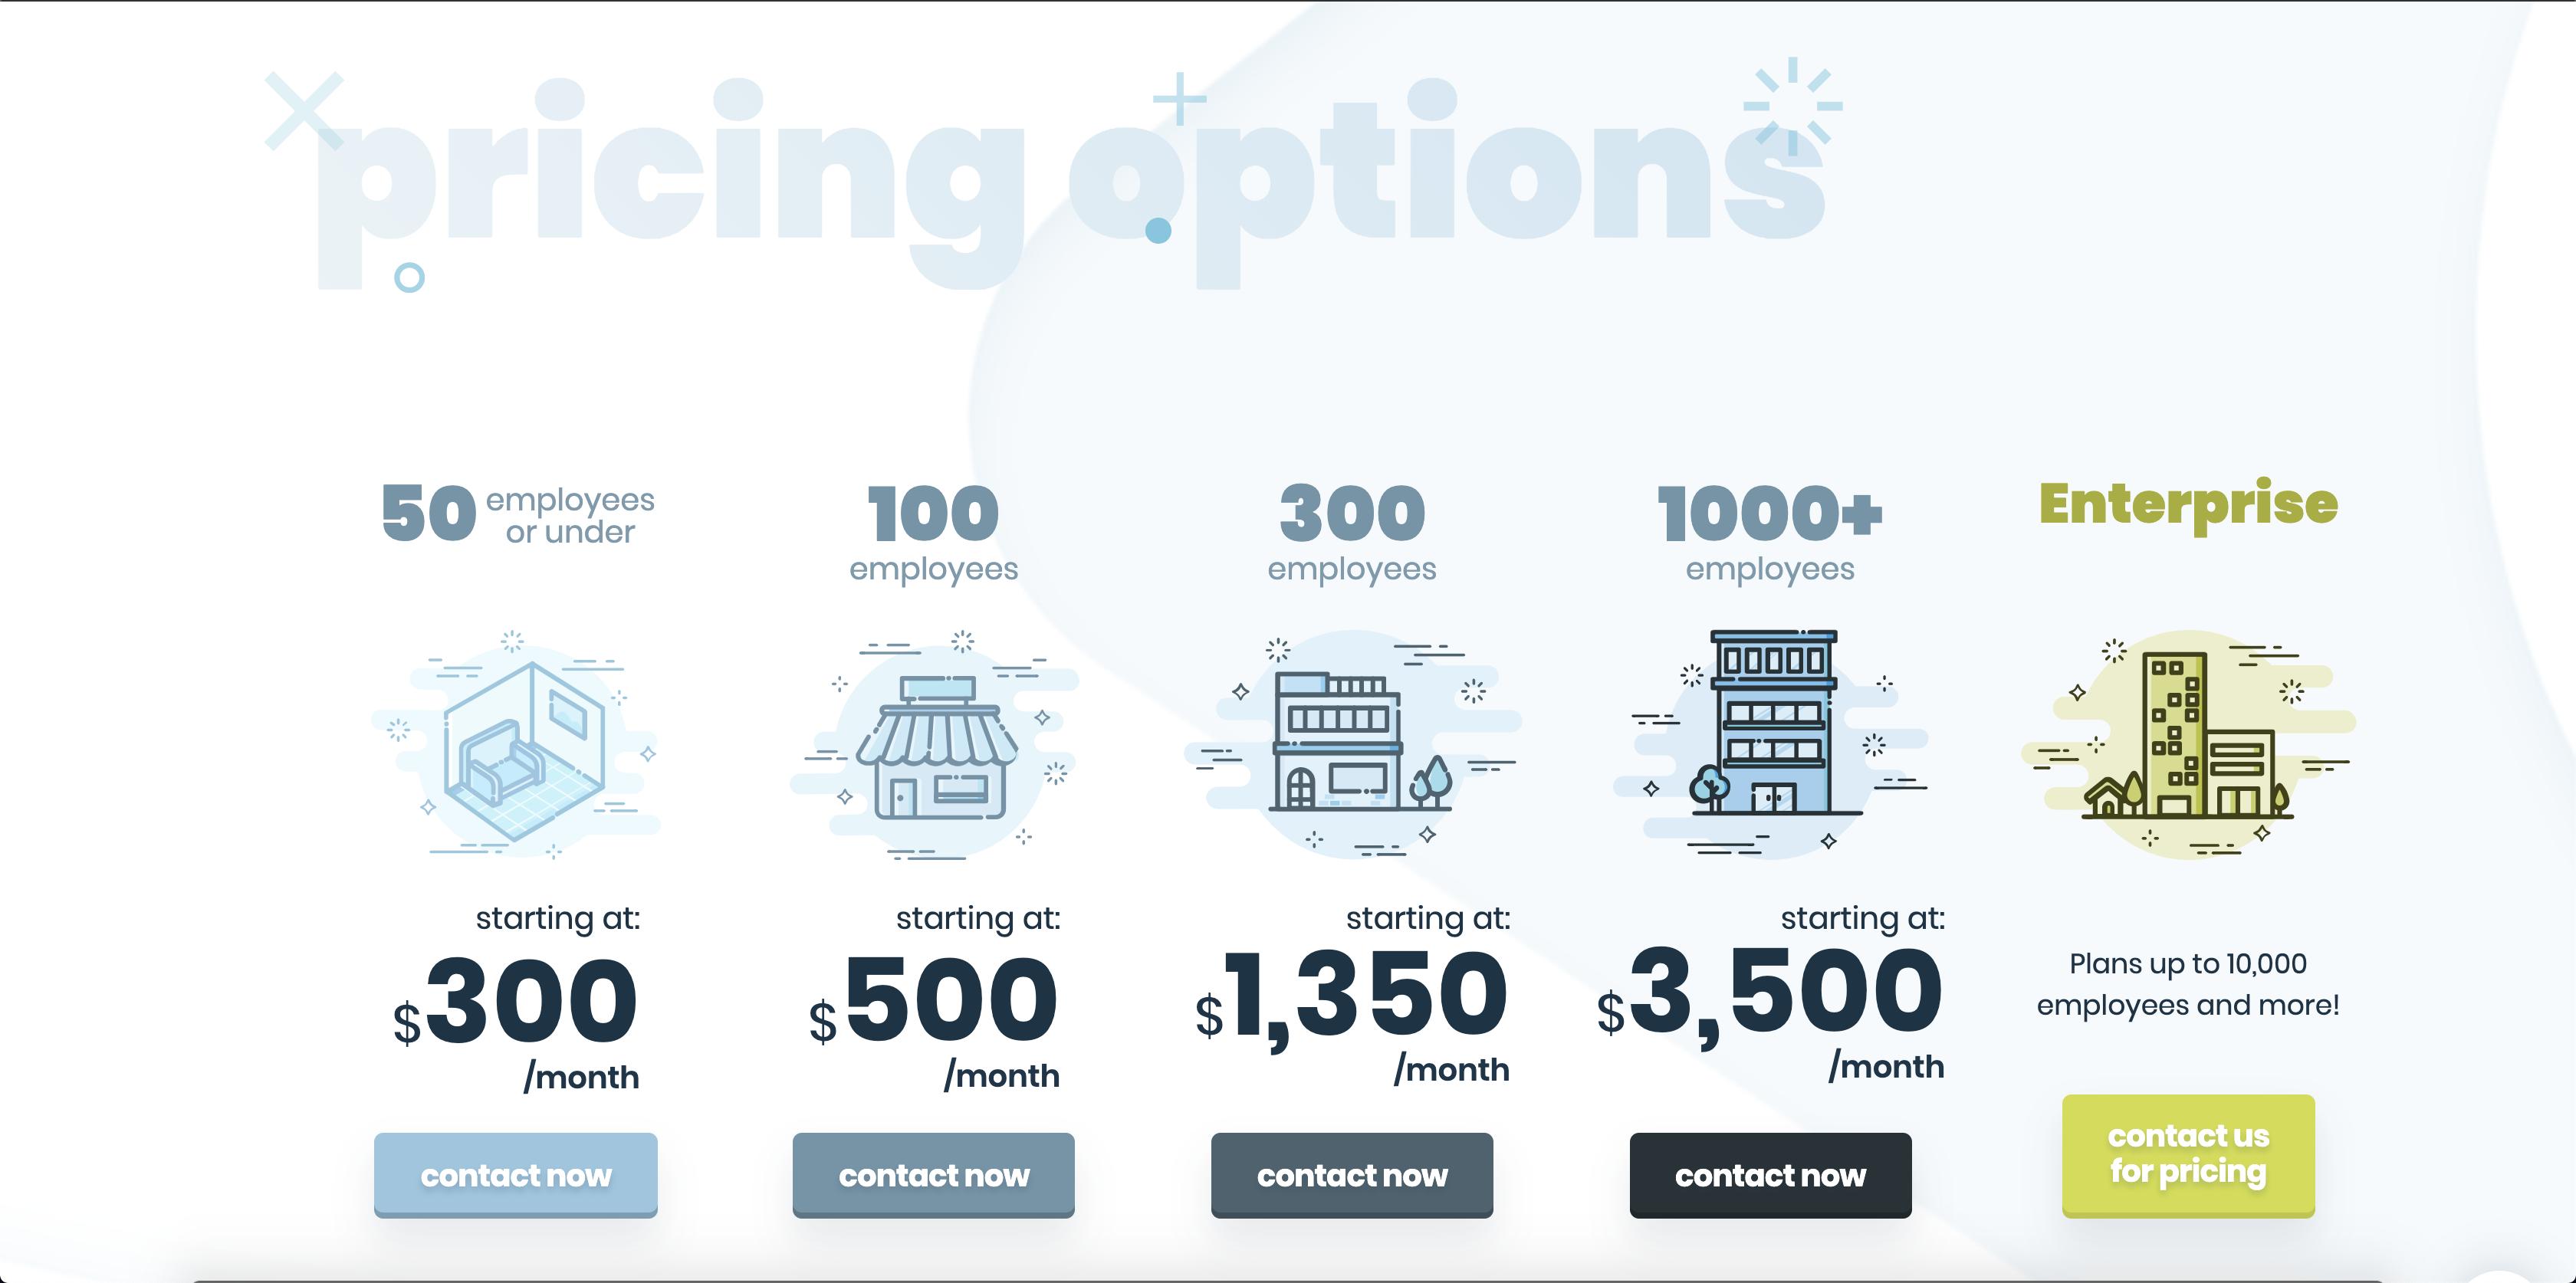 pricing options
50 employees
or under
100
employees
300
employees
1000+
employees
Enterprise
starting at:
$300
/month
starting at:
$500
/month
starting at:
$1,350
/month
starting at:
$3,500
/month
Plans up to 10,000
employees and more!
contact now
contact now
contact now
contact now
contact us
for pricing